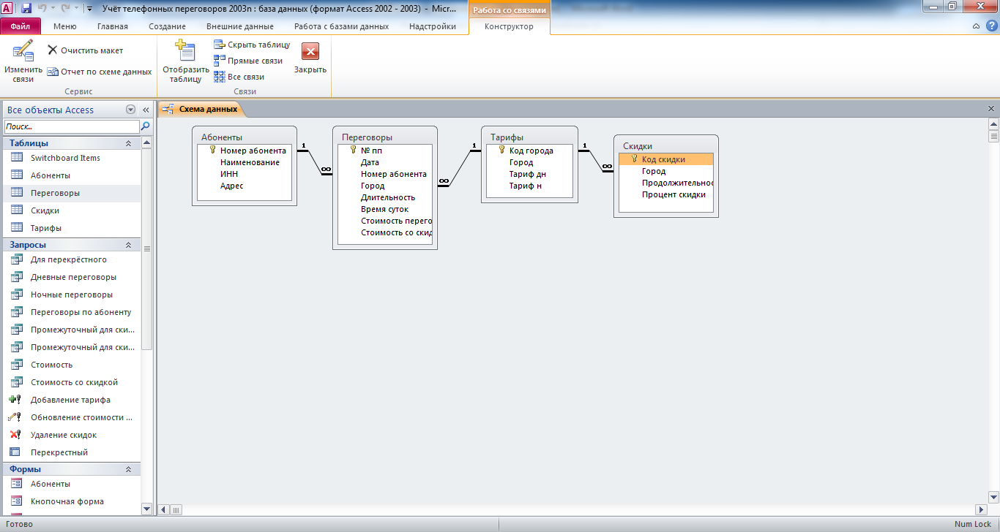 Учёт телефонных переговоров 2003n : база данных (формат Access 2002 - 2003) - Micr...
Работа со связями
Файл
Меню
Главная
Создание
Внешние данные
Работа с базами данных
Надстройки
Конструктор
Изменить связи
Очистить макет
Отчет по схеме данных
Сервис
Отобразить таблицу
Скрыть таблицу
Прямые связи
Все связи
Закрыть
Связи
Все объекты Access
Поиск...
Таблицы
Switchboard Items
Абоненты
Переговоры
Скидки
Тарифы
Запросы
Для перекрёстного
Дневные переговоры
Ночные переговоры
Переговоры по абоненту
Промежуточный для ски...
Промежуточный для ски...
Стоимость
Стоимость со скидкой
Добавление тарифа
Обновление стоимости ...
Удаление скидок
Перекрестный
Формы
Абоненты
Кнопочная форма
Схема данных
Абоненты
Номер абонента
Наименование
ИНН
Адрес
1
∞
Переговоры
№ пп
Дата
Номер абонента
Город
Длительность
Время суток
Стоимость перего
Стоимость со скид
∞
1
Тарифы
Код города
Город
Тариф дн
Тариф н
1
∞
Скидки
Код скидки
Город
Продолжительнос
Процент скидки
Готово
Num Lock